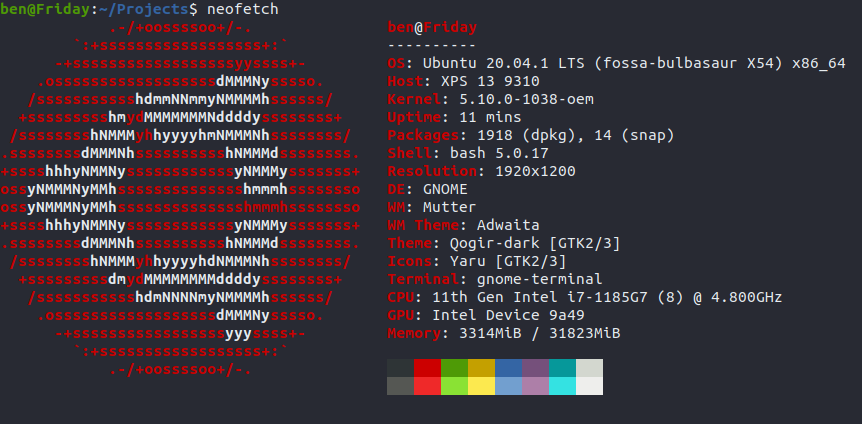 ben@Friday:~/Projects$ neofetch
.-/+oossssoo+/-.
ben@Friday
`:+ssssssssssssssssss+:`
----------
-+ssssssssssssssssssyyssss+-
OS: Ubuntu 20.04.1 LTS (fossa-bulbasaur X54) x86_64
.ossssssssssssssssssdMMMNysssso.
Host: XPS 13 9310
/ssssssssssshdmmNNmmyNMMMMhssssss/
Kernel: 5.10.0-1038-oem
+ssssssssshmydMMMMMMMNddddyssssssss+
Uptime: 11 mins
/sssssssshNMMMyhhyyyyhmNMMMNhssssssss/
Packages: 1918 (dpkg), 14 (snap)
.ssssssssdMMMNhsssssssssshNMMMdssssssss.
Shell: bash 5.0.17
+sssshhhyNMMNyssssssssssssyNMMMysssssss+
Resolution: 1920x1200
ossyNMMMNyMMhsssssssssssssshmmmhssssssso
DE: GNOME
ossyNMMMNyMMhsssssssssssssshmmmhssssssso
WM: Mutter
+sssshhhyNMMNyssssssssssssyNMMMysssssss+
WM Theme: Adwaita
.ssssssssdMMMNhsssssssssshNMMMdssssssss.
Theme: Qogir-dark [GTK2/3]
/sssssssshNMMMyhhyyyyhdNMMMNhssssssss/
Icons: Yaru [GTK2/3]
+sssssssssdmydMMMMMMMMddddyssssssss+
Terminal: gnome-terminal
/ssssssssssshdmNNNNmyNMMMMhssssss/
CPU: 11th Gen Intel i7-1185G7 (8) @ 4.800GHz
.ossssssssssssssssssdMMMNysssso.
GPU: Intel Device 9a49
-+sssssssssssssssssyyyssss+-
Memory: 3314MiB / 31823MiB
`:+ssssssssssssssssss+:`
.-/+oossssoo+/-.